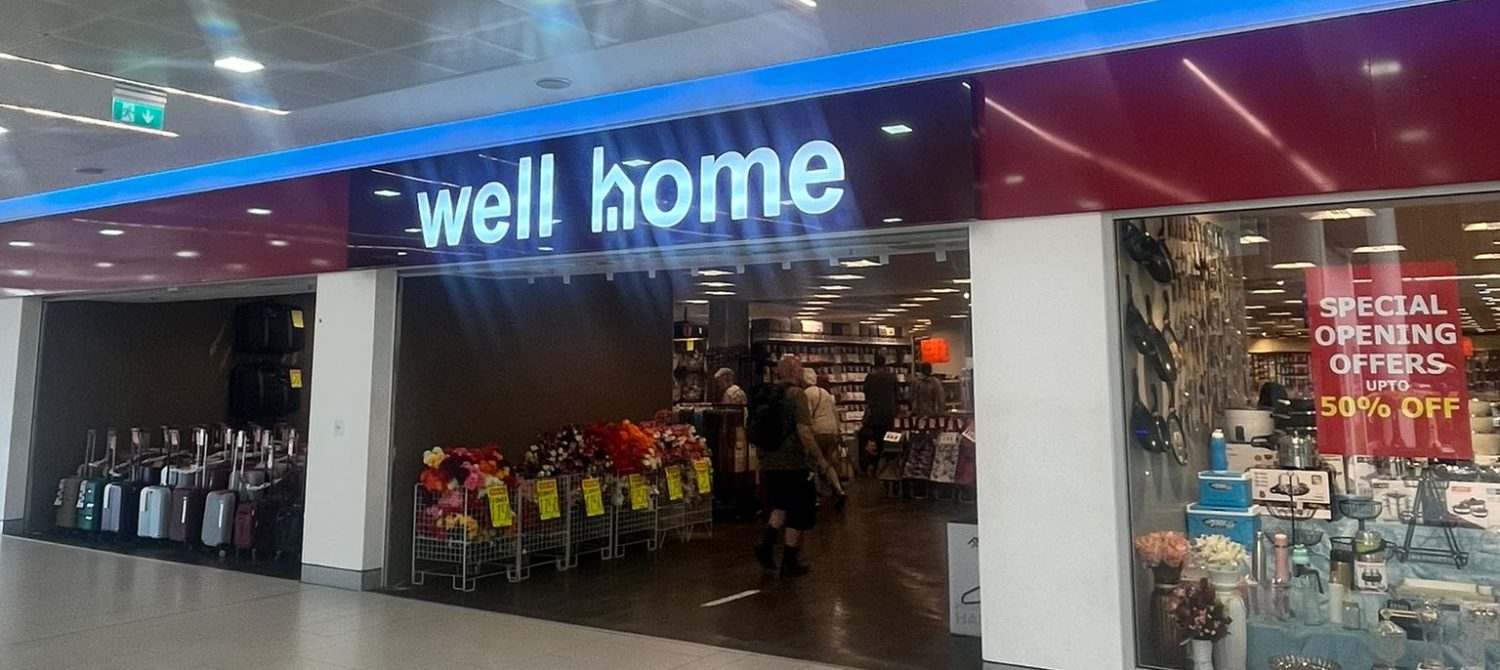 well home
SPECIAL
OPENING
OFFERS
UPTO
50% OFF